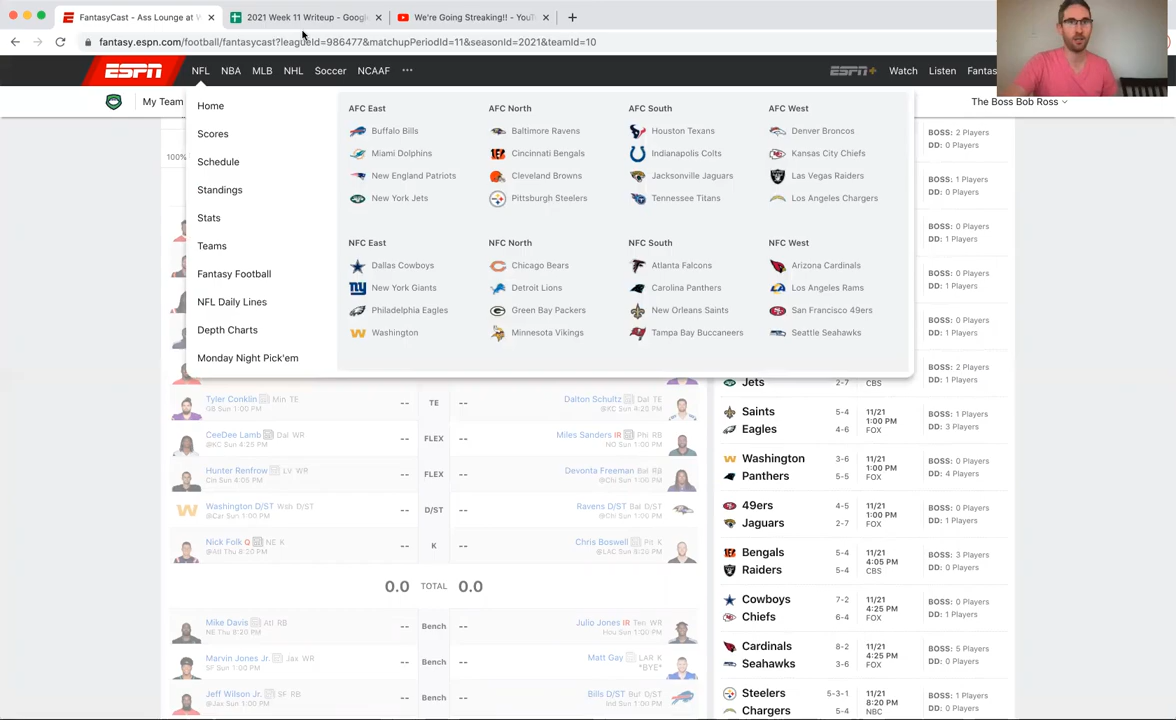 FantasyCast - Ass Lounge at W
2021 Week 11 Writeup - Google
We're Going Streaking!! - YouT
fantasy.espn.com/football/fantasycast?leagueId=986477&matchupPeriodId=11&seasonId=2021&teamId=10
ESPN NFL NBA MLB NHL Soccer NCAAF ESPN+ Watch Listen Fantas
My Team The Boss Bob Ross
Home
Scores
Schedule
Standings
Stats
Teams
Fantasy Football
NFL Daily Lines
Depth Charts
Monday Night Pick'em
AFC East
Buffalo Bills
Miami Dolphins
New England Patriots
New York Jets
AFC North
Baltimore Ravens
Cincinnati Bengals
Cleveland Browns
Pittsburgh Steelers
AFC South
Houston Texans
Indianapolis Colts
Jacksonville Jaguars
Tennessee Titans
AFC West
Denver Broncos
Kansas City Chiefs
Las Vegas Raiders
Los Angeles Chargers
NFC East
Dallas Cowboys
New York Giants
Philadelphia Eagles
Washington
NFC North
Chicago Bears
Detroit Lions
Green Bay Packers
Minnesota Vikings
NFC South
Atlanta Falcons
Carolina Panthers
New Orleans Saints
Tampa Bay Buccaneers
NFC West
Arizona Cardinals
Los Angeles Rams
San Francisco 49ers
Seattle Seahawks
100%
BOSS: 2 Players
DD: 0 Players
BOSS: 1 Players
DD: 0 Players
BOSS: 0 Players
DD: 1 Players
BOSS: 0 Players
DD: 1 Players
BOSS: 0 Players
DD: 1 Players
BOSS: 2 Players
DD: 1 Players
Tyler Conklin Min TE -- TE -- Dalton Schultz Dal TE
GB Sun 1:00 PM @KC Sun 4:25 PM
CeeDee Lamb Dal WR -- FLEX -- Miles Sanders IR Phi RB
@KC Sun 4:25 PM NO Sun 1:00 PM
Hunter Renfrow LV WR -- FLEX -- Devonta Freeman Bal RB
Cin Sun 4:05 PM @Chi Sun 1:00 PM
Washington D/ST Wsh D/ST -- D/ST -- Ravens D/ST Bal D/ST
@Car Sun 1:00 PM @Chi Sun 1:00 PM
Nick Folk Q NE K -- K -- Chris Boswell Pit K
@Atl Thu 8:20 PM @LAC Sun 8:20 PM
0.0 TOTAL 0.0
Mike Davis Atl RB -- Bench -- Julio Jones IR Ten WR
NE Thu 8:20 PM Hou Sun 1:00 PM
Marvin Jones Jr. Jax WR -- Bench -- Matt Gay LAR K
SF Sun 1:00 PM *BYE*
Jeff Wilson Jr. SF RB -- Bench -- Bills D/ST Buf D/ST
@Jax Sun 1:00 PM Ind Sun 1:00 PM
Jets 2-7 CBS
Saints 5-4 11/21 1:00 PM FOX BOSS: 1 Players
Eagles 4-6 DD: 3 Players
Washington 3-6 11/21 1:00 PM FOX BOSS: 0 Players
Panthers 5-5 DD: 4 Players
49ers 4-5 11/21 1:00 PM FOX BOSS: 0 Players
Jaguars 2-7 DD: 1 Players
Bengals 5-4 11/21 4:05 PM CBS BOSS: 3 Players
Raiders 5-4 DD: 0 Players
Cowboys 7-2 11/21 4:25 PM FOX BOSS: 0 Players
Chiefs 6-4 DD: 1 Players
Cardinals 8-2 11/21 4:25 PM FOX BOSS: 5 Players
Seahawks 3-6 DD: 0 Players
Steelers 5-3-1 11/21 8:20 PM NBC BOSS: 1 Players
Chargers 5-4 DD: 0 Players